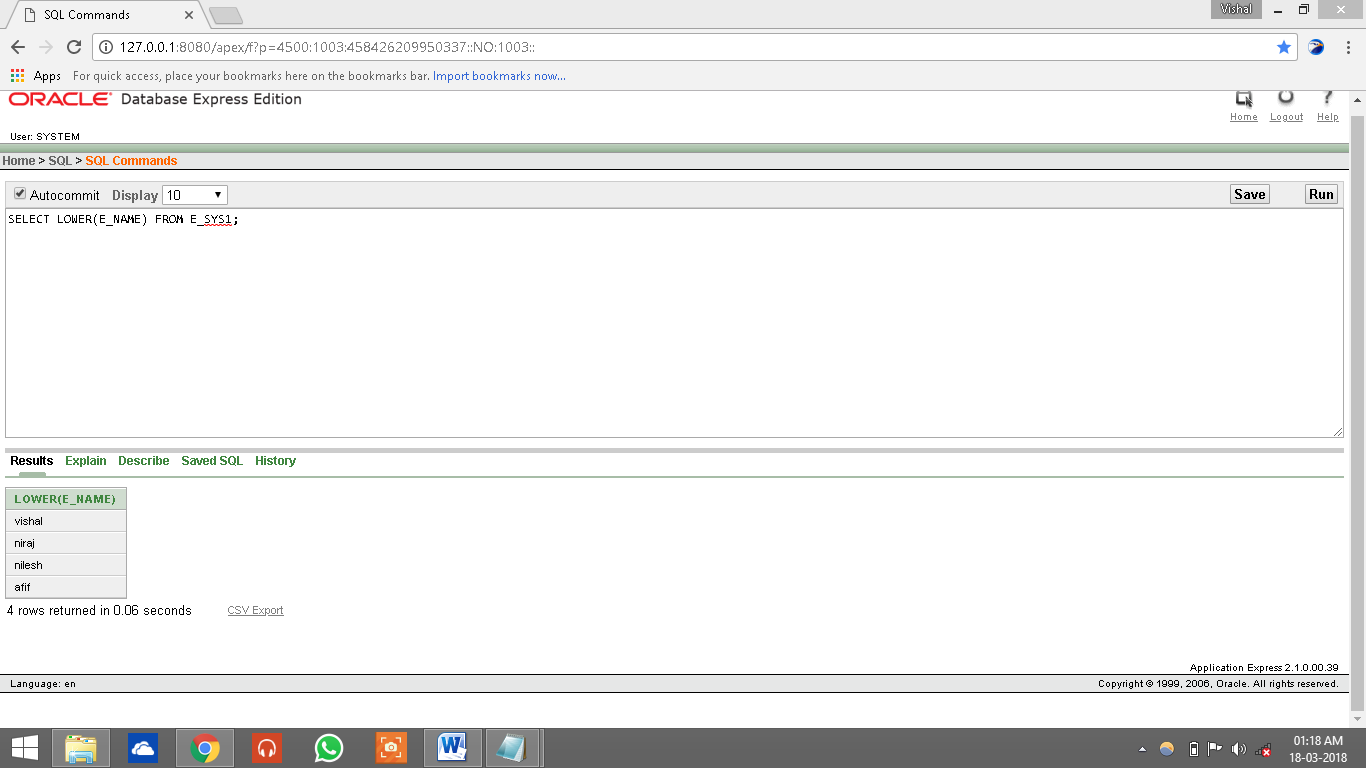 SQL Commands
Vishal
127.0.0.1:8080/apex/f?p=4500:1003:458426209950337::NO:1003::
Apps For quick access, place your bookmarks here on the bookmarks bar. Import bookmarks now...
ORACLE® Database Express Edition
Home Logout Help
User: SYSTEM
Home > SQL > SQL Commands
Autocommit Display 10 Save Run
SELECT LOWER(E_NAME) FROM E_SYS1;
Results Explain Describe Saved SQL History
LOWER(E_NAME)
vishal
niraj
nilesh
afif
4 rows returned in 0.06 seconds CSV Export
Application Express 2.1.0.00.39
Language: en Copyright © 1999, 2006, Oracle. All rights reserved.
01:18 AM
18-03-2018